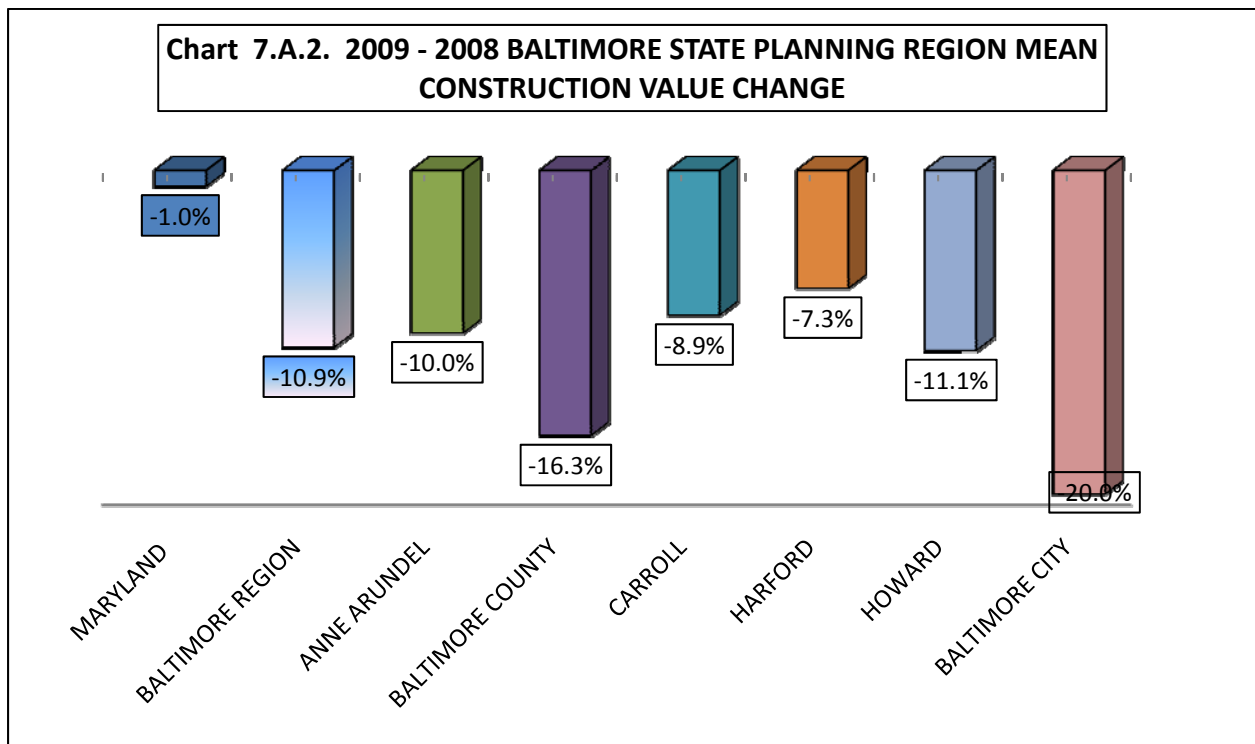 Chart 7.A.2. 2009 - 2008 BALTIMORE STATE PLANNING REGION MEAN
CONSTRUCTION VALUE CHANGE
-1.0%
-10.9%
-10.0%
-16.3%
-8.9%
-7.3%
-11.1%
-20.0%
MARYLAND
BALTIMORE REGION
ANNE ARUNDEL
BALTIMORE COUNTY
CARROLL
HARFORD
HOWARD
BALTIMORE CITY